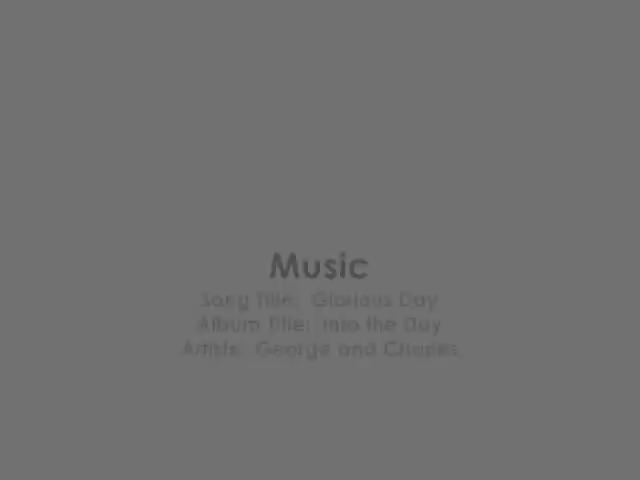 Music
Song Title: Glorious Day
Album Title: Into the Day
Artists: George and Charles